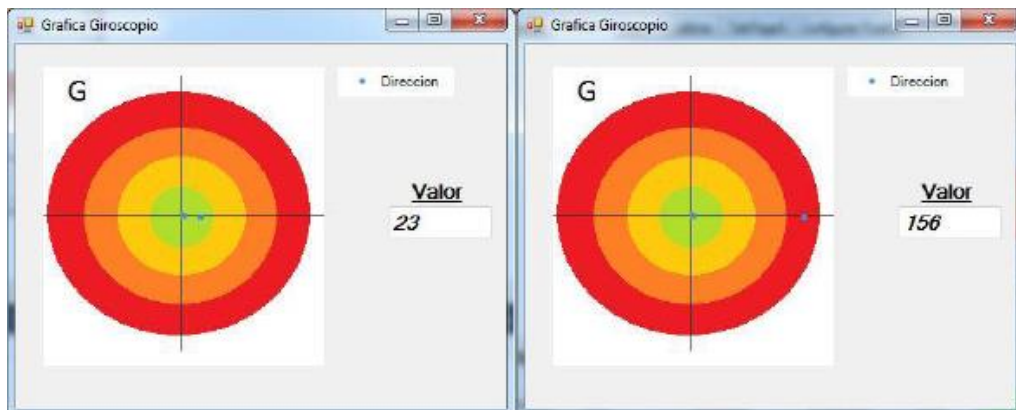 Grafica Giroscopio
G
Direccion
Valor
23
Grafica Giroscopio
G
Direccion
Valor
156